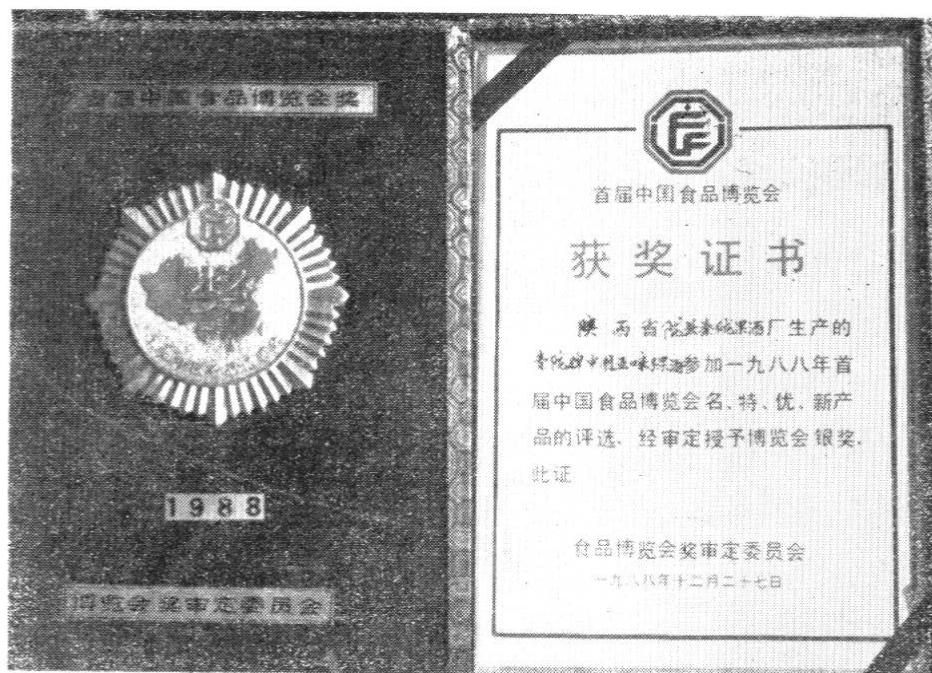 首届中国食品博览会奖
1988
博览会奖审定委员会
首届中国食品博览会
获奖证书
陕西省 果酒厂生产的
参加一九八八年首
届中国食品博览会名、特、优、新产
品的评选、经审定授予博览会银奖.
此证
食品博览会奖审定委员会
一九八八年十二月二十七日